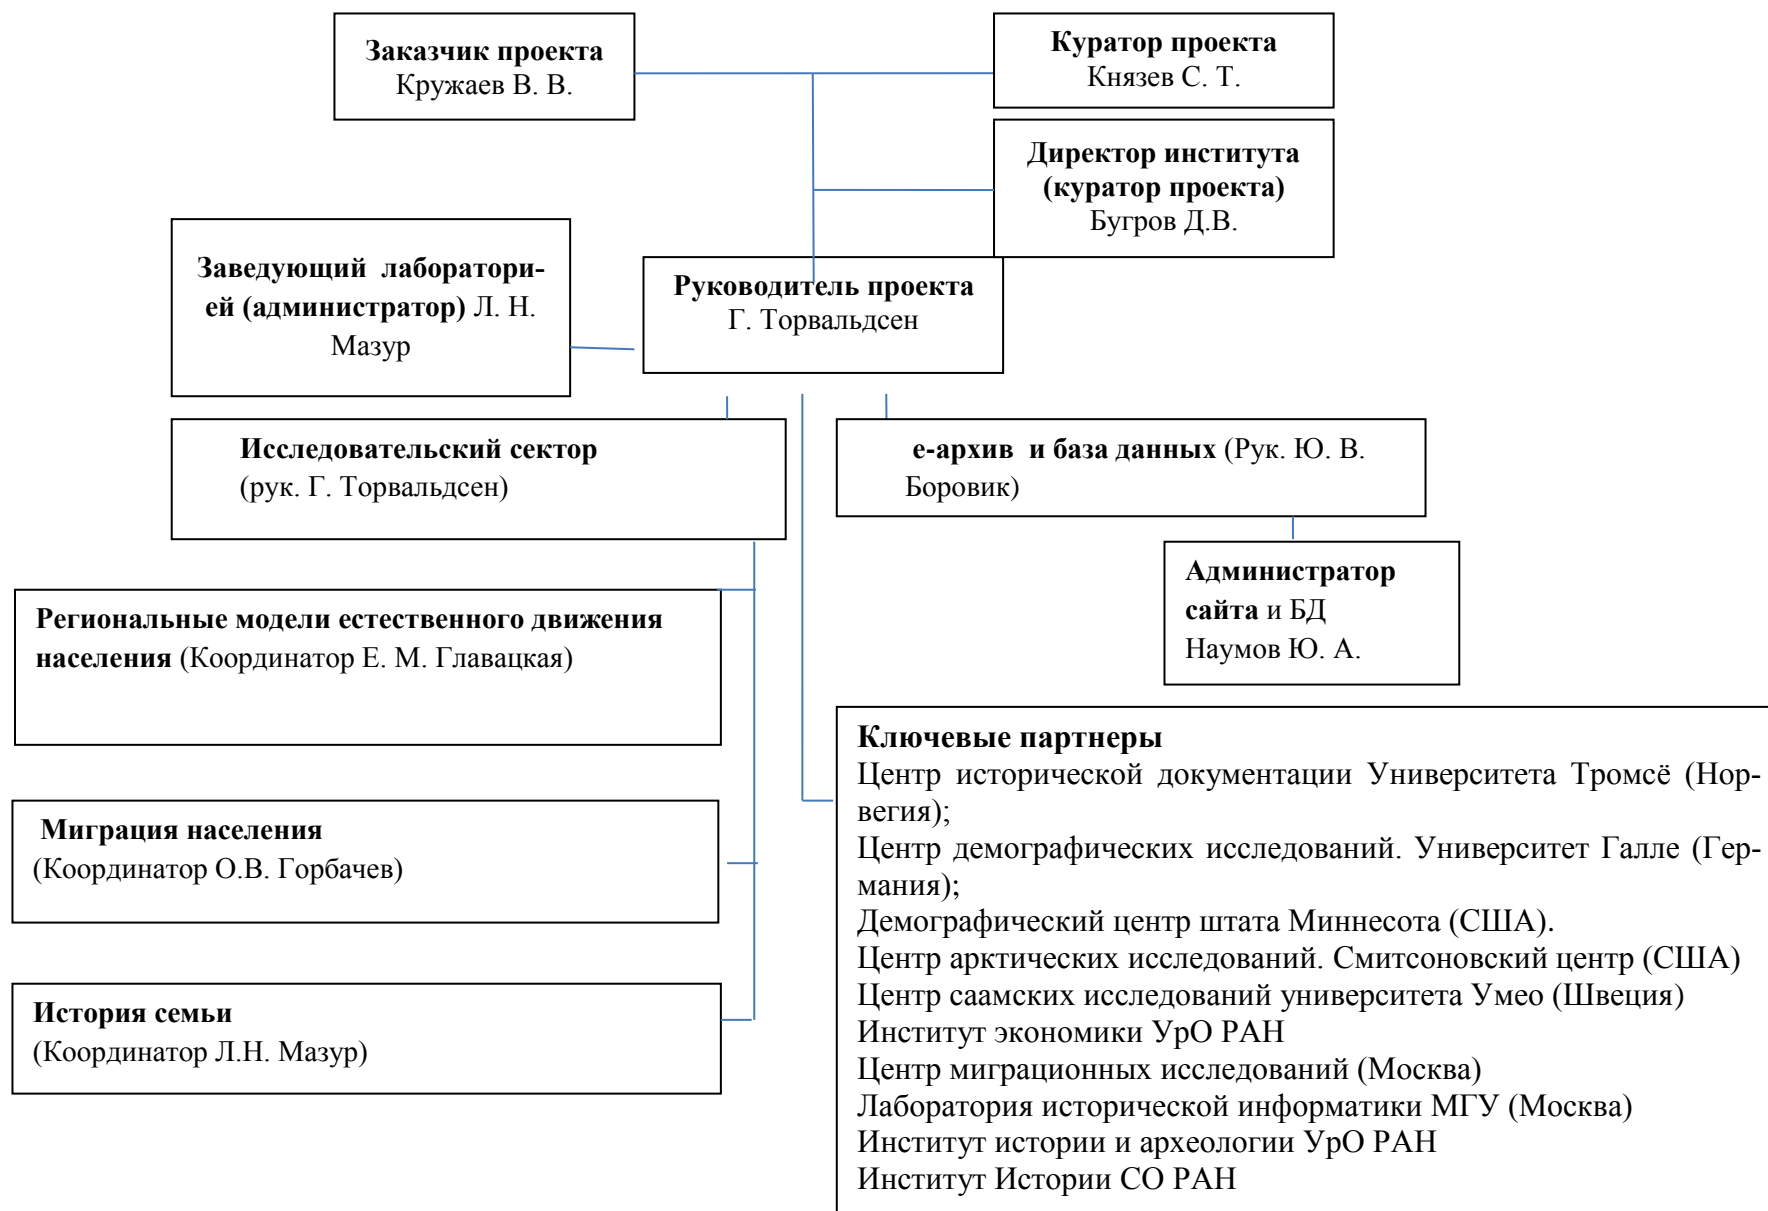 Заказчик проекта
Кружаев В. В.
Куратор проекта
Князев С. Т.
Директор института
(куратор проекта)
Бугров Д.В.
Заведующий лаборатори-
ей (администратор) Л. Н.
Мазур
Руководитель проекта
Г. Торвальдсен
Исследовательский сектор
(рук. Г. Торвальдсен)
е-архив и база данных (Рук. Ю. В.
Боровик)
Администратор
сайта и БД
Наумов Ю. А.
Региональные модели естественного движения
населения (Координатор Е. М. Главацкая)
Миграция населения
(Координатор О.В. Горбачев)
История семьи
(Координатор Л.Н. Мазур)
Ключевые партнеры
Центр исторической документации Университета Тромсё (Нор-
вегия);
Центр демографических исследований. Университет Галле (Гер-
мания);
Демографический центр штата Миннесота (США).
Центр арктических исследований. Смитсоновский центр (США)
Центр саамских исследований университета Умео (Швеция)
Институт экономики УрО РАН
Центр миграционных исследований (Москва)
Лаборатория исторической информатики МГУ (Москва)
Институт истории и археологии УрО РАН
Институт Истории СО РАН